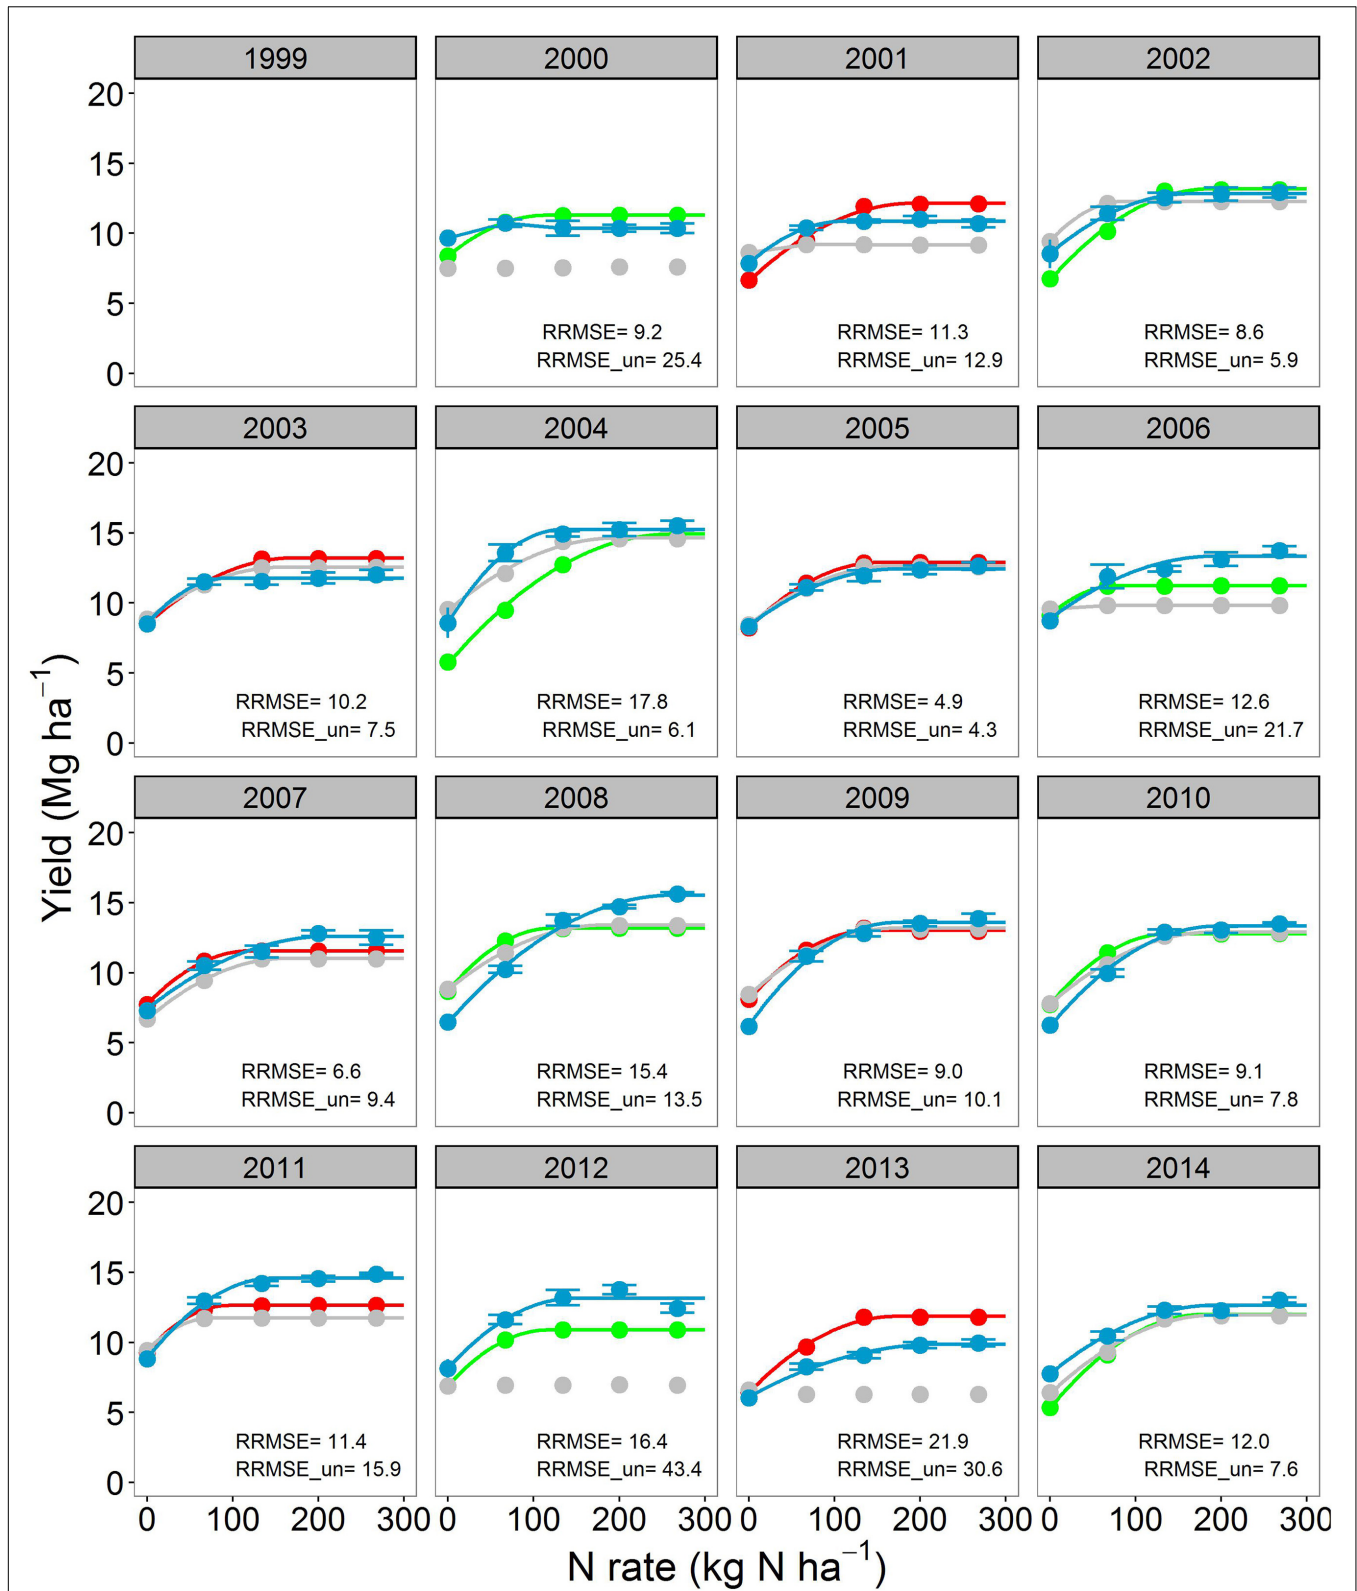 1999 2000 2001 2002
20
15
10
5
0
RRMSE= 9.2
RRMSE_un= 25.4
RRMSE= 11.3
RRMSE_un= 12.9
RRMSE= 8.6
RRMSE_un= 5.9
2003 2004 2005 2006
20
15
10
5
0
RRMSE= 10.2
RRMSE_un= 7.5
RRMSE= 17.8
RRMSE_un= 6.1
RRMSE= 4.9
RRMSE_un= 4.3
RRMSE= 12.6
RRMSE_un= 21.7
Yield (Mg ha⁻¹)
2007 2008 2009 2010
20
15
10
5
0
RRMSE= 6.6
RRMSE_un= 9.4
RRMSE= 15.4
RRMSE_un= 13.5
RRMSE= 9.0
RRMSE_un= 10.1
RRMSE= 9.1
RRMSE_un= 7.8
2011 2012 2013 2014
20
15
10
5
0
RRMSE= 11.4
RRMSE_un= 15.9
RRMSE= 16.4
RRMSE_un= 43.4
RRMSE= 21.9
RRMSE_un= 30.6
RRMSE= 12.0
RRMSE_un= 7.6
0 100 200 300 0 100 200 300 0 100 200 300 0 100 200 300
N rate (kg N ha⁻¹)